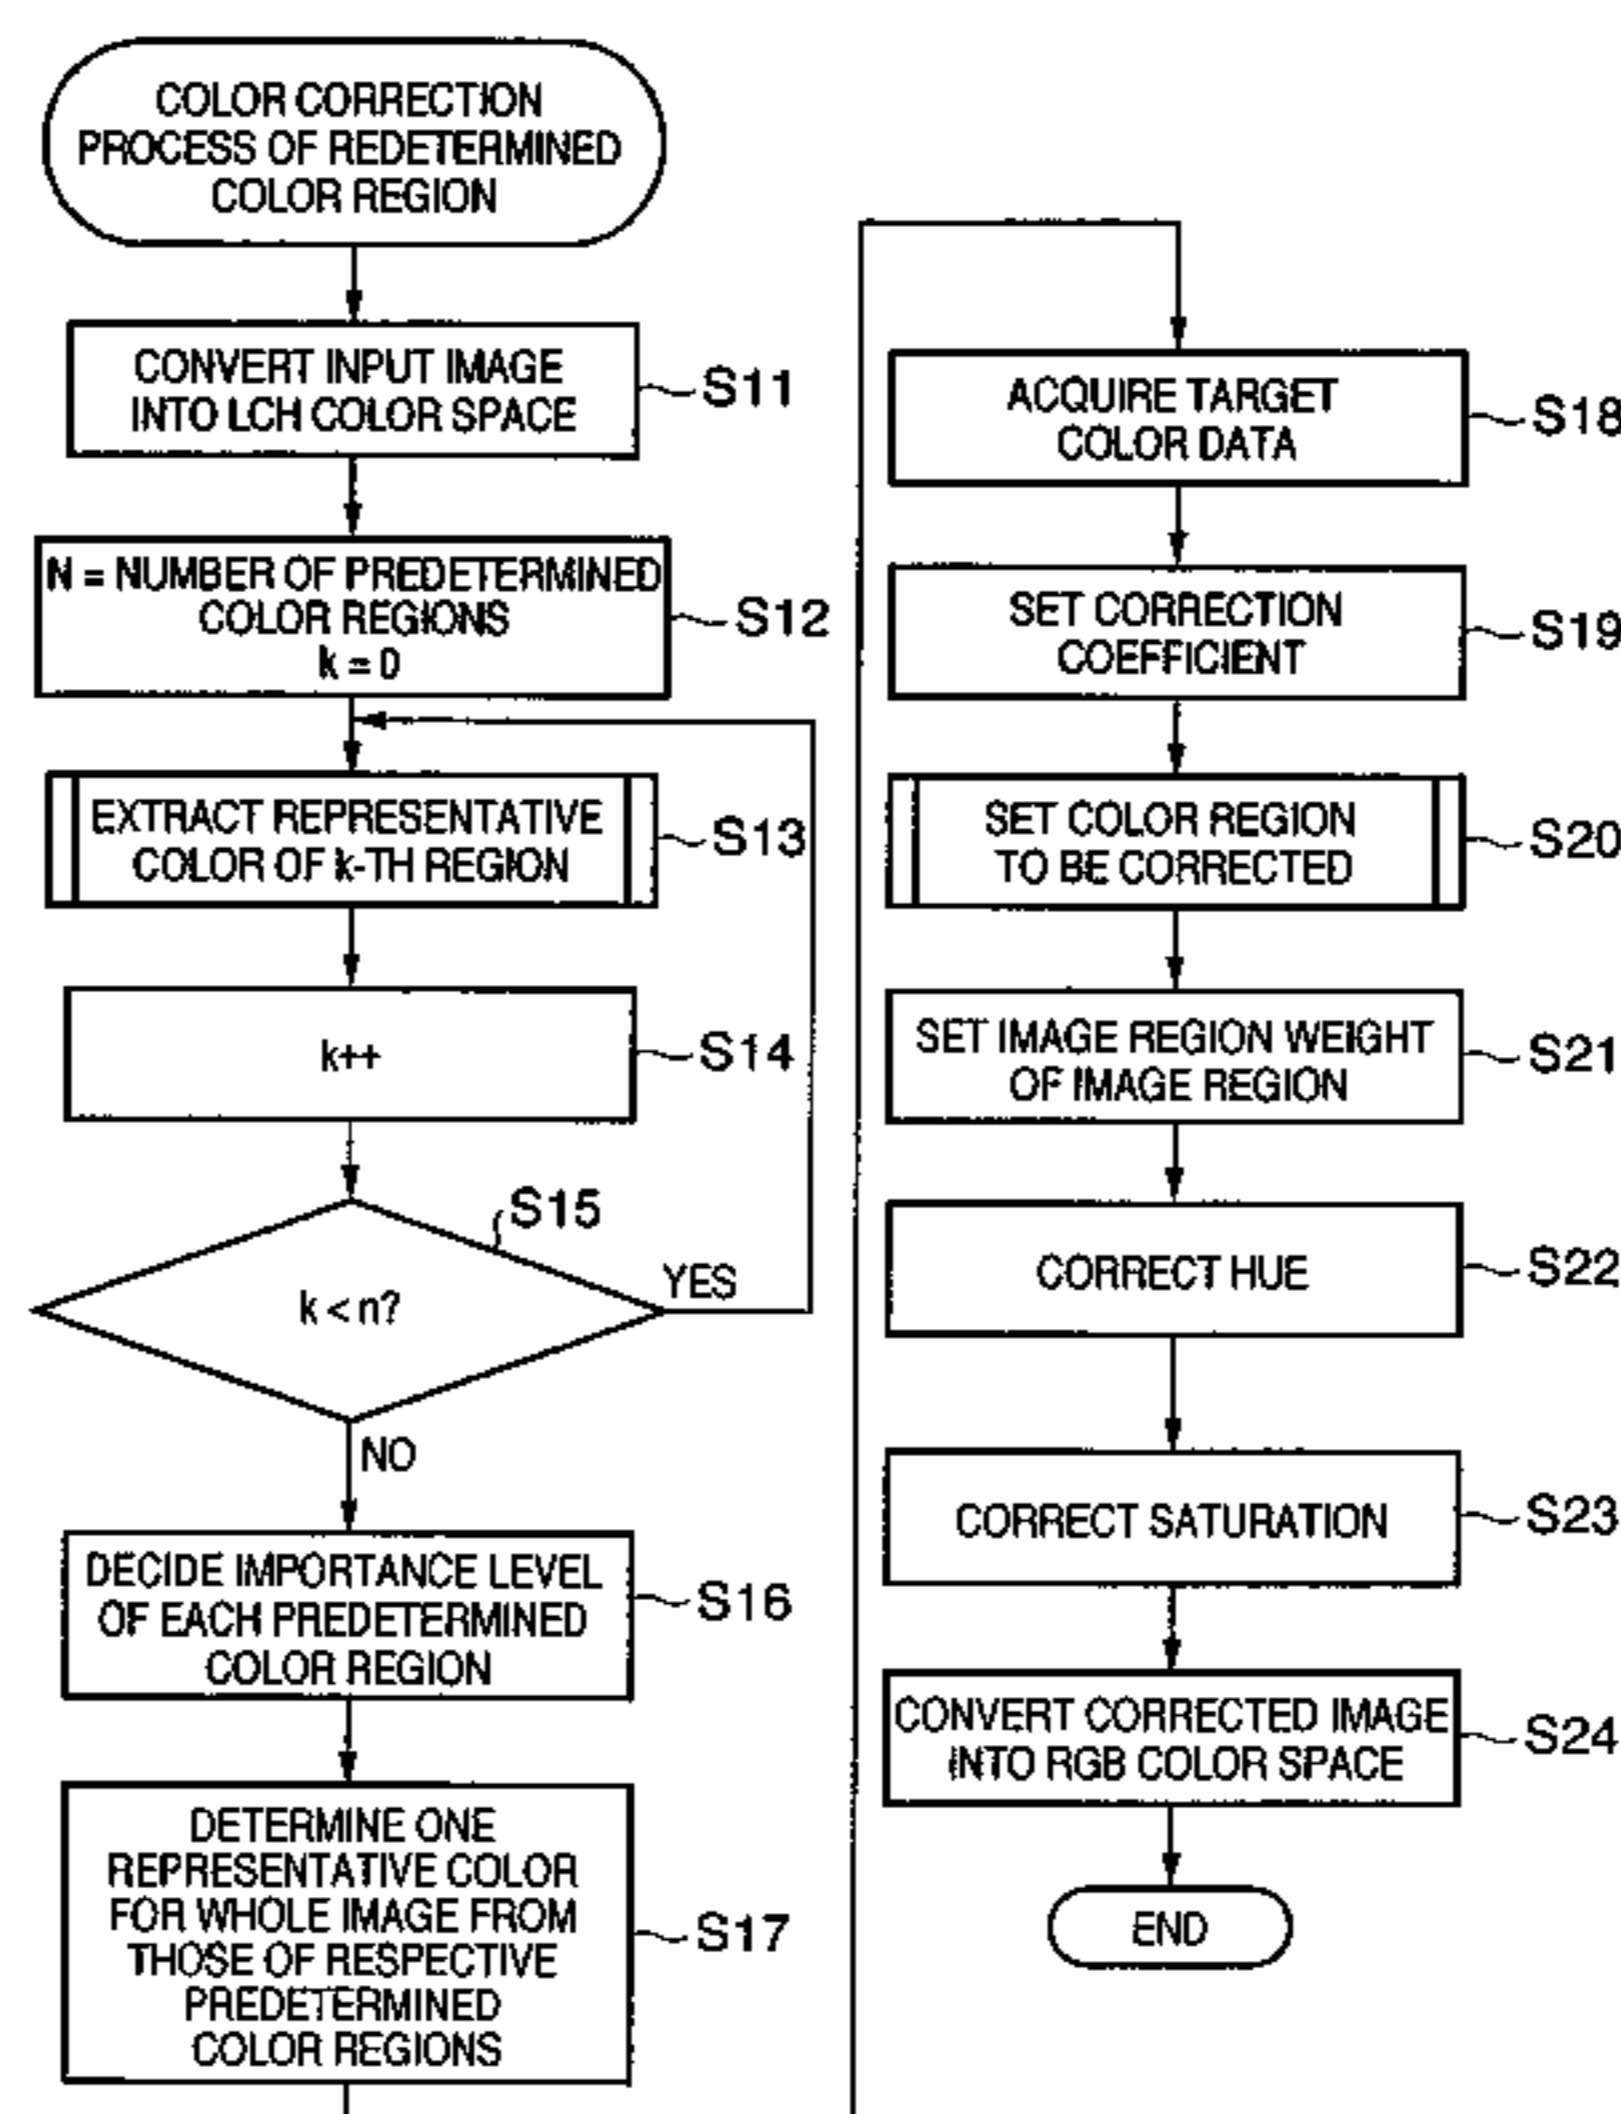 COLOR CORRECTION
PROCESS OF REDETERMINED
COLOR REGION
CONVERT INPUT IMAGE
INTO LCH COLOR SPACE
S11
N = NUMBER OF PREDETERMINED
COLOR REGIONS
k = 0
S12
EXTRACT REPRESENTATIVE
COLOR OF k-TH REGION
S13
k++
S14
S15
k < n?
YES
NO
DECIDE IMPORTANCE LEVEL
OF EACH PREDETERMINED
COLOR REGION
S16
DETERMINE ONE
REPRESENTATIVE COLOR
FOR WHOLE IMAGE FROM
THOSE OF RESPECTIVE
PREDETERMINED
COLOR REGIONS
S17
ACQUIRE TARGET
COLOR DATA
S18
SET CORRECTION
COEFFICIENT
S19
SET COLOR REGION
TO BE CORRECTED
S20
SET IMAGE REGION WEIGHT
OF IMAGE REGION
S21
CORRECT HUE
S22
CORRECT SATURATION
S23
CONVERT CORRECTED IMAGE
INTO RGB COLOR SPACE
S24
END